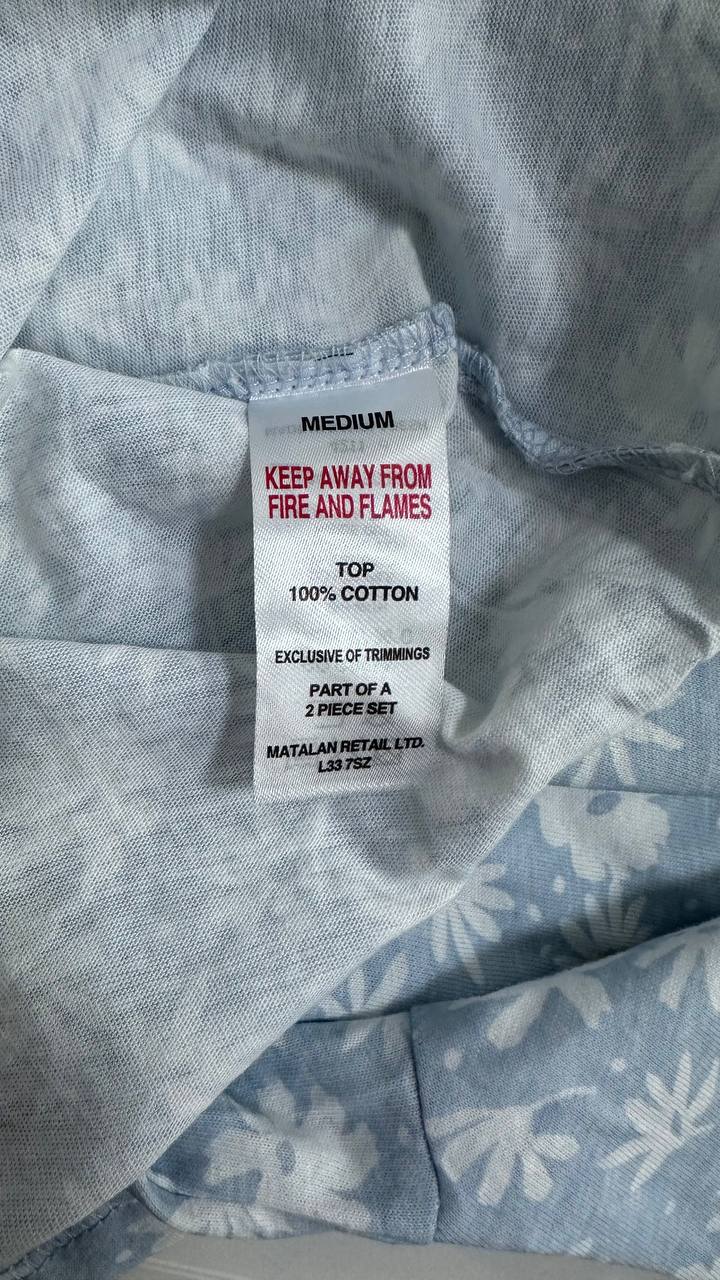 MEDIUM
KEEP AWAY FROM
FIRE AND FLAMES
TOP
100% COTTON
EXCLUSIVE OF TRIMMINGS
PART OF A
2 PIECE SET
MATALAN RETAIL LTD.
L33 7SZ